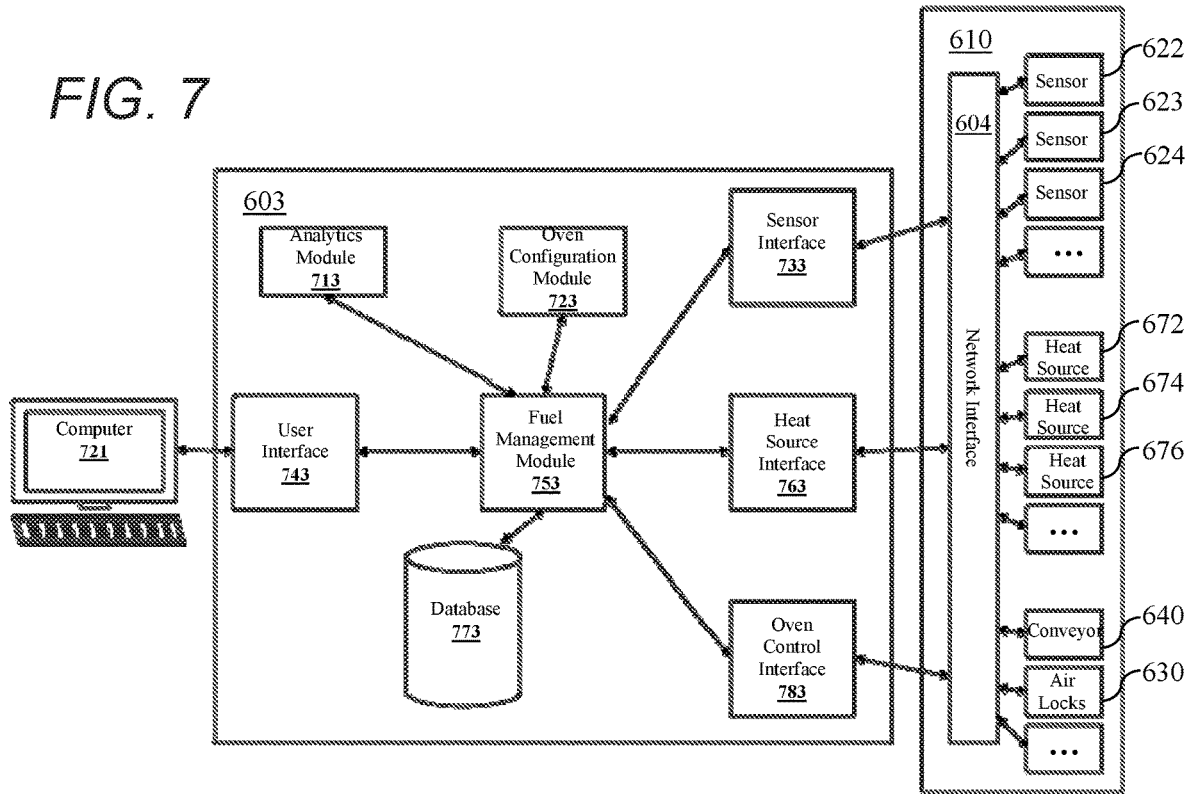 FIG. 7
610
622
Sensor
604
623
Sensor
624
Sensor
...
603
Analytics
Module
713
Oven
Configuration
Module
723
Sensor
Interface
733
Network Interface
672
Heat
Source
674
Heat
Source
676
Heat
Source
...
Computer
721
User
Interface
743
Fuel
Management
Module
753
Heat
Source
Interface
763
Database
773
Oven
Control
Interface
783
640
Conveyor
630
Air
Locks
...